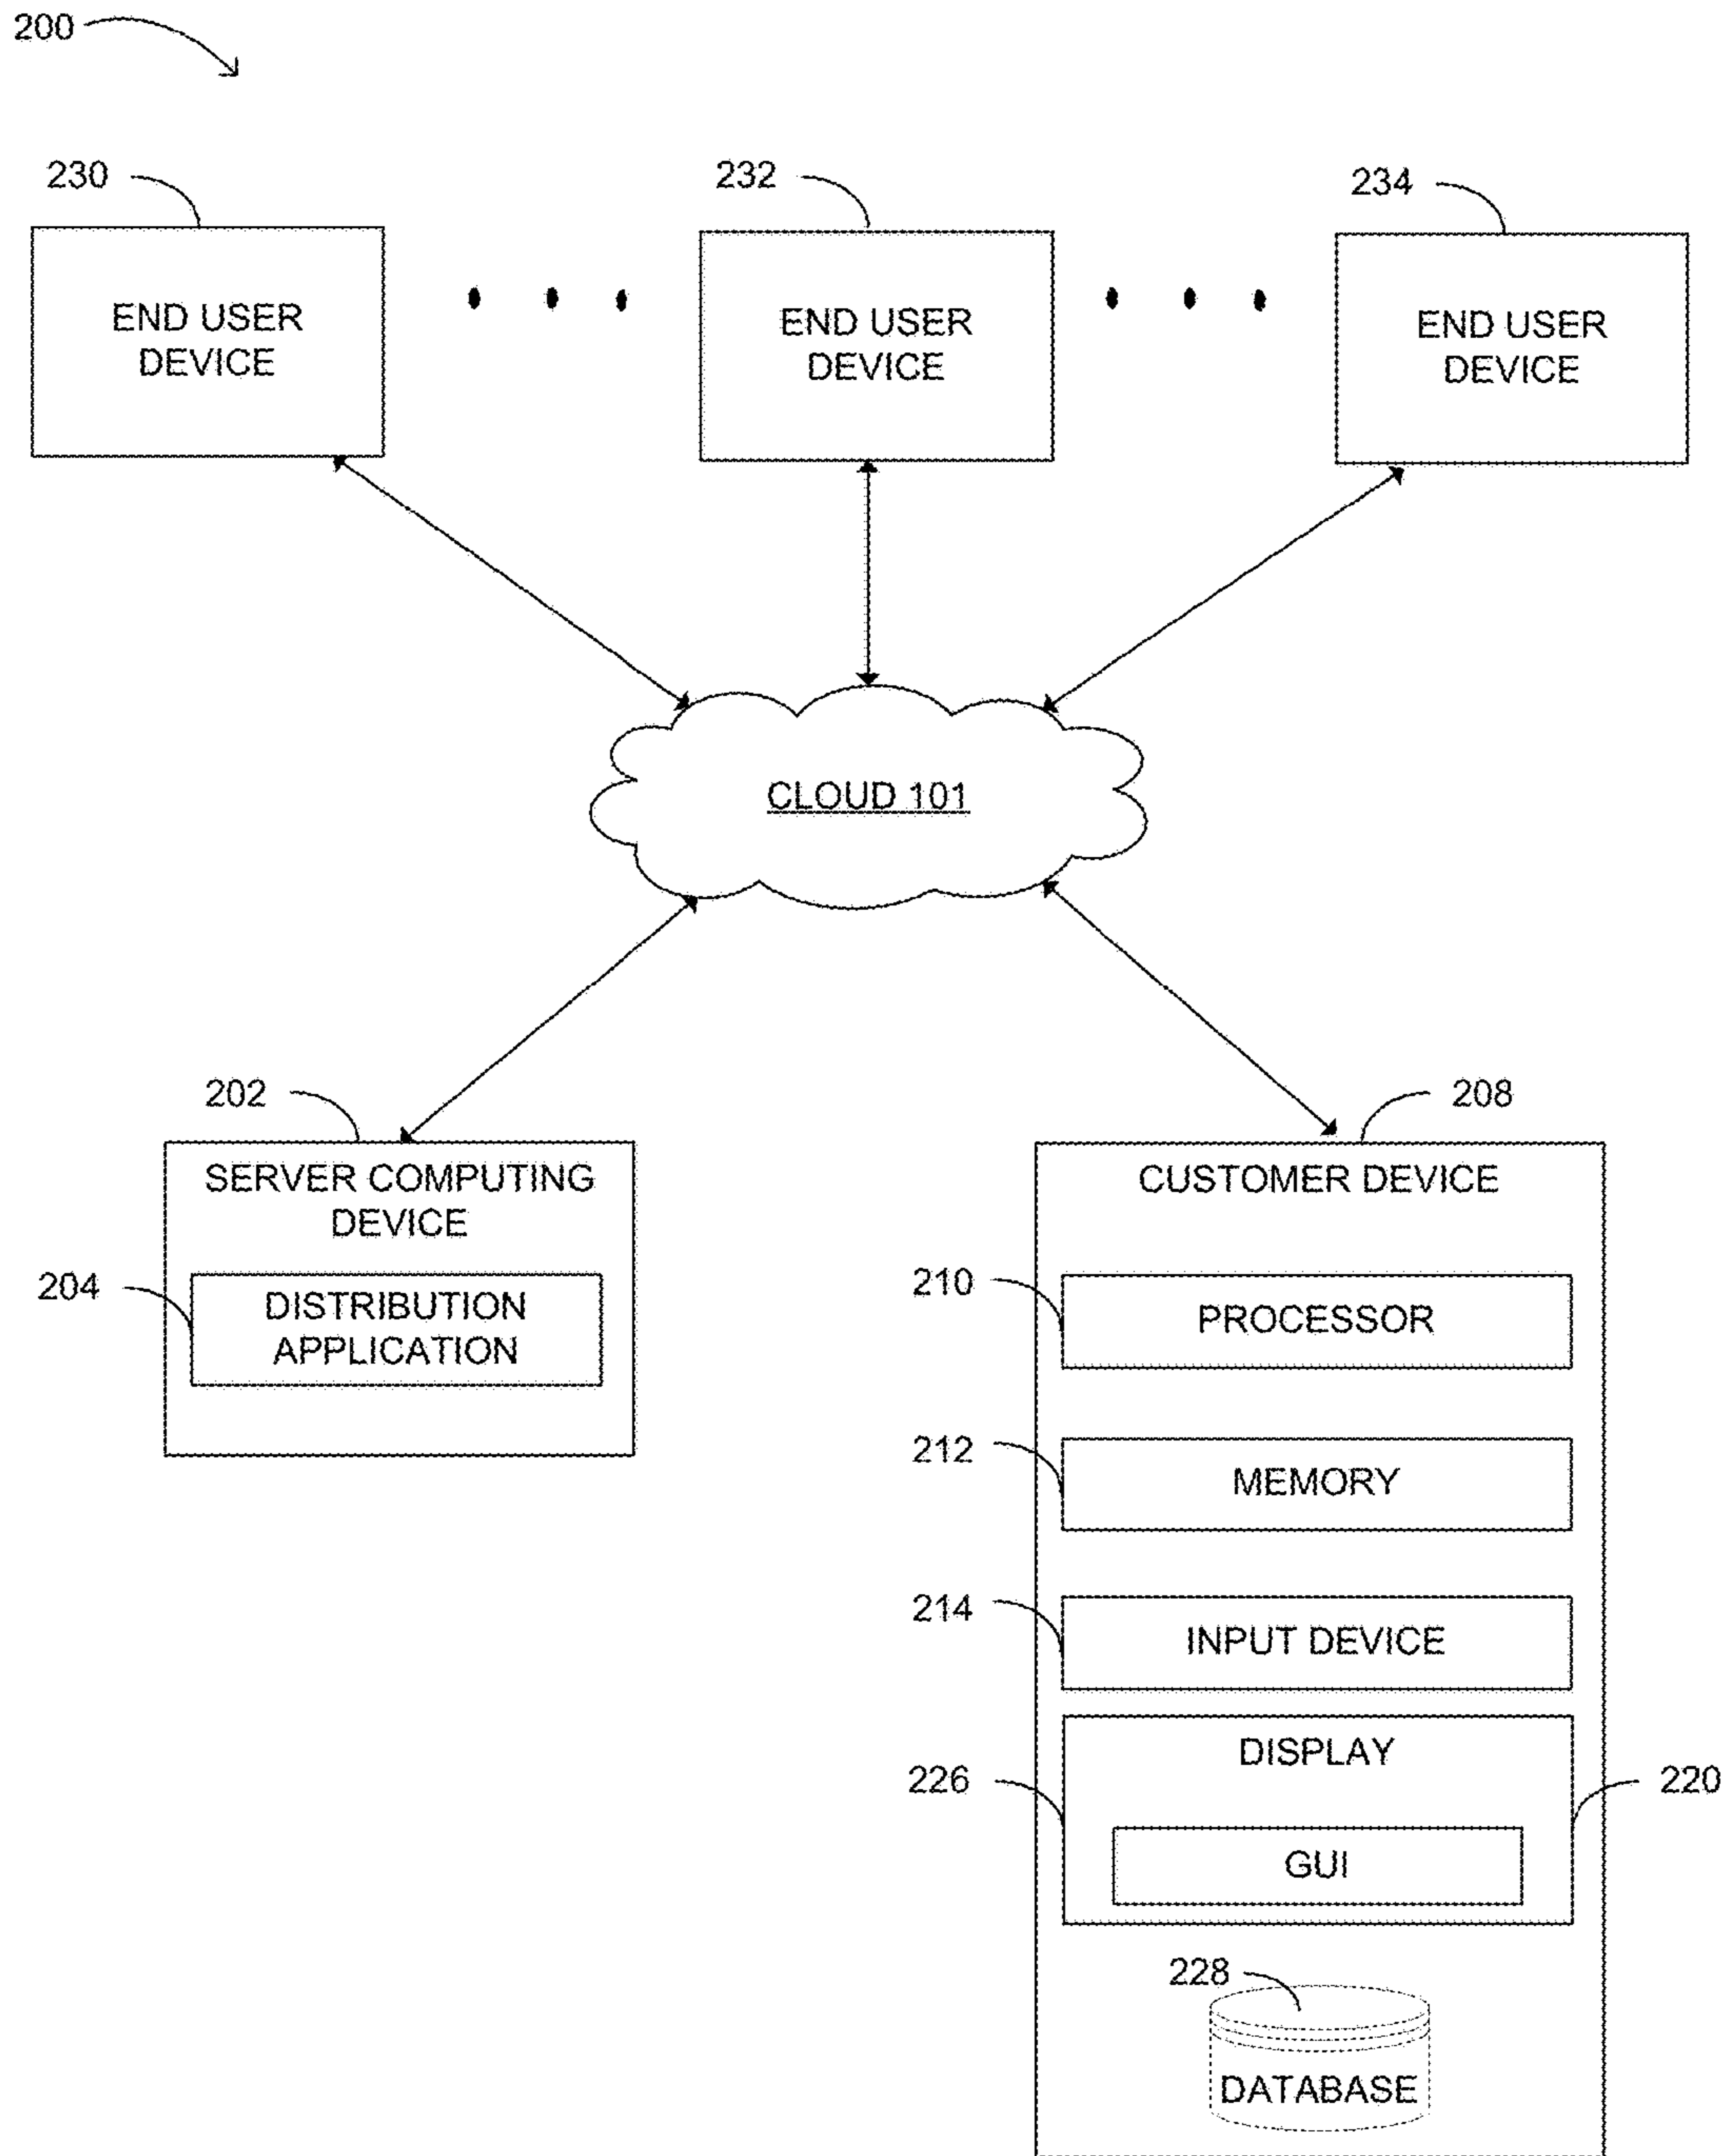 200
230
232
234
END USER
DEVICE
END USER
DEVICE
END USER
DEVICE
CLOUD 101
202
208
SERVER COMPUTING
DEVICE
204
DISTRIBUTION
APPLICATION
CUSTOMER DEVICE
210
PROCESSOR
212
MEMORY
214
INPUT DEVICE
DISPLAY
226
220
GUI
228
DATABASE